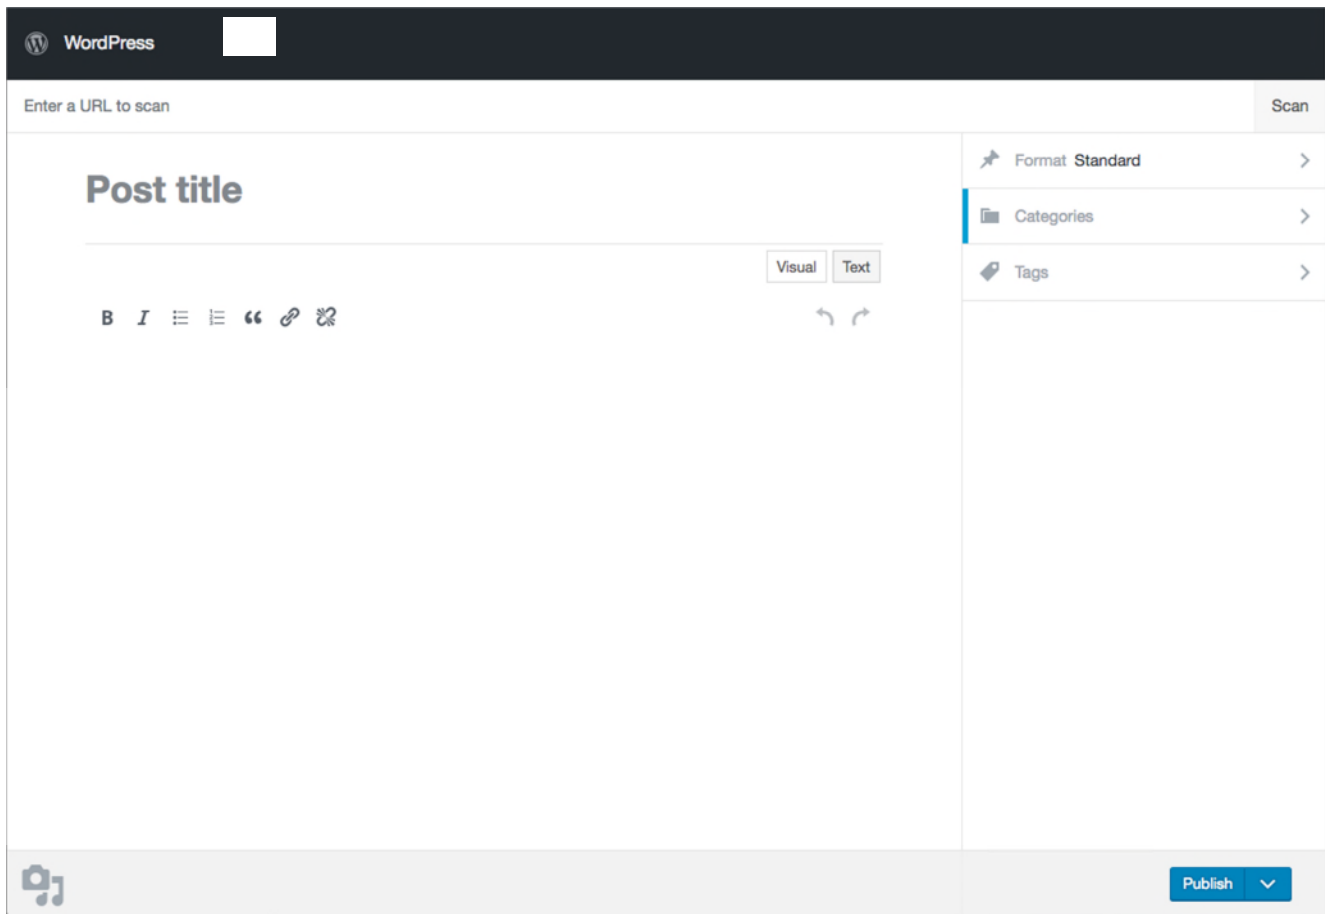 WordPress
Enter a URL to scan
Scan
Format Standard
Post title
Categories
Visual
Text
Tags
B I
Publish